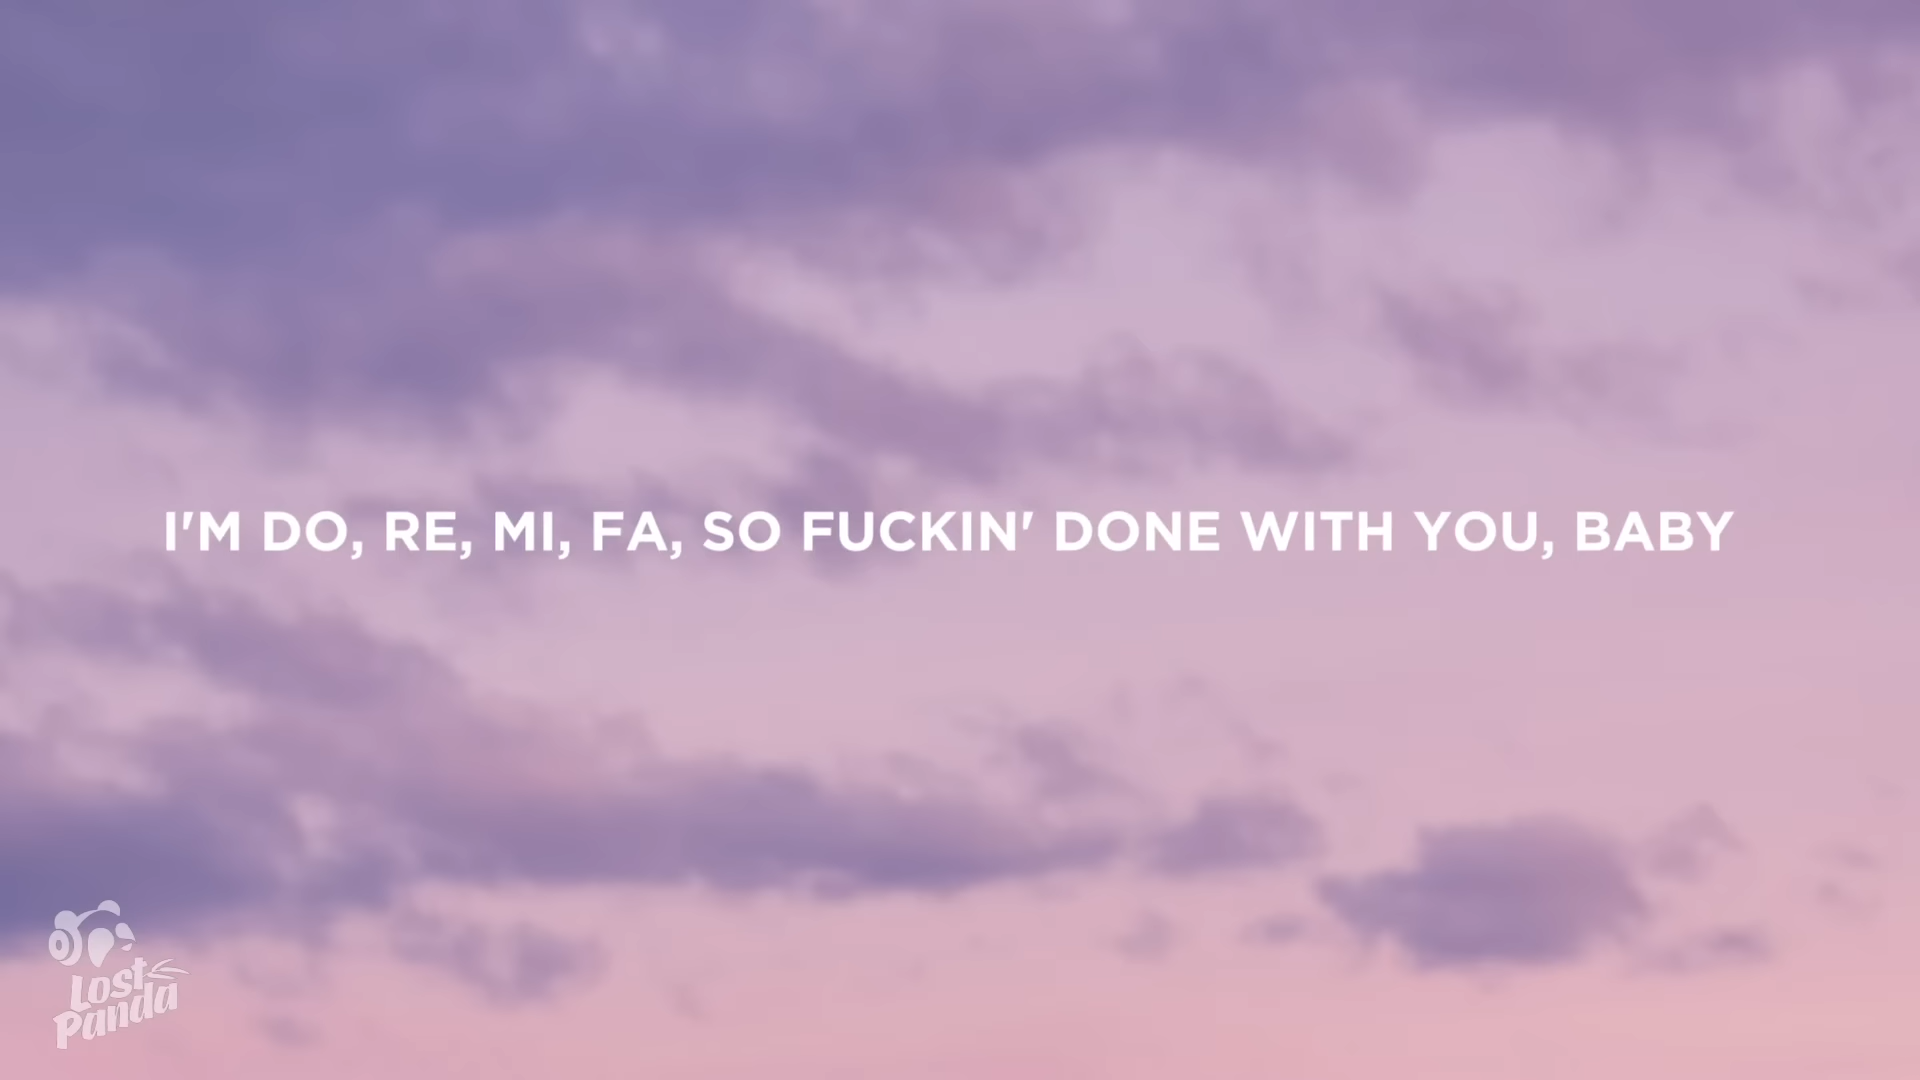 I'M DO, RE, MI, FA, SO FUCKIN' DONE WITH YOU, BABY
Lost
Panda